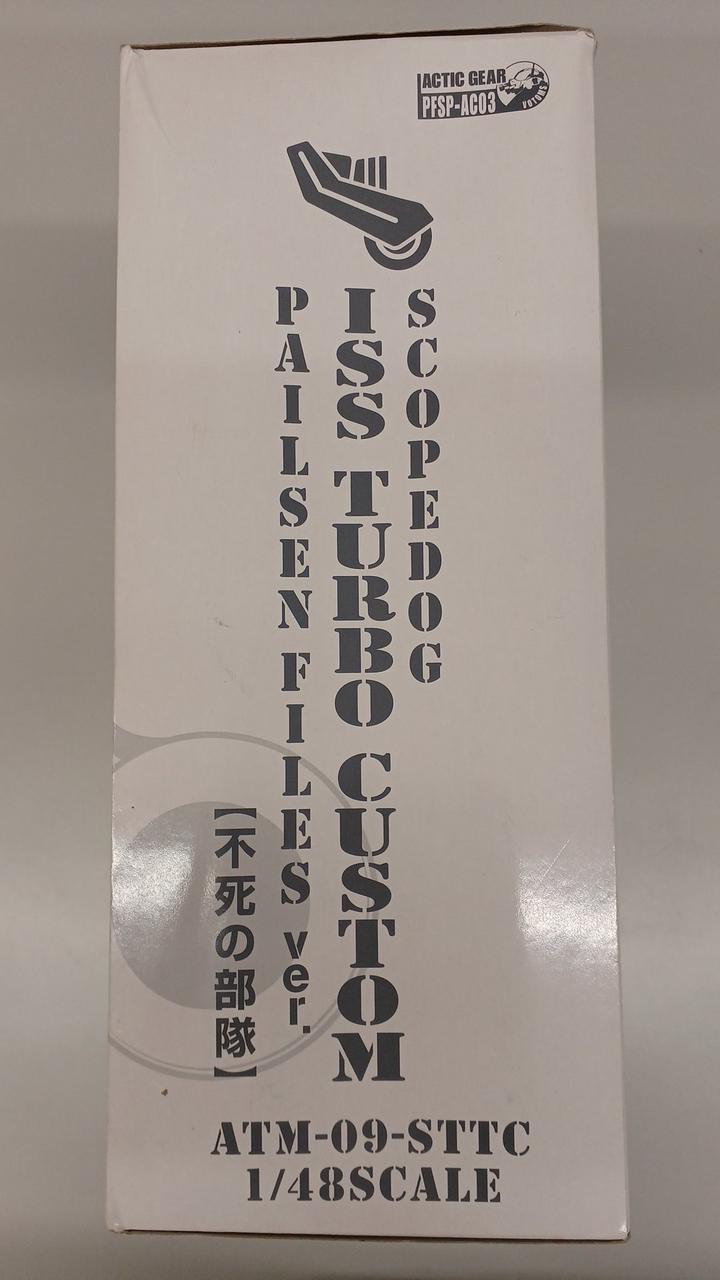 ACTIC GEAR
PFSP-AC03
VOTOMS
SCOPEDOG
ISS TURBO CUSTOM
PAILSEN FILES ver.
【不死の部隊】
ATM-09-STTC
1/48SCALE